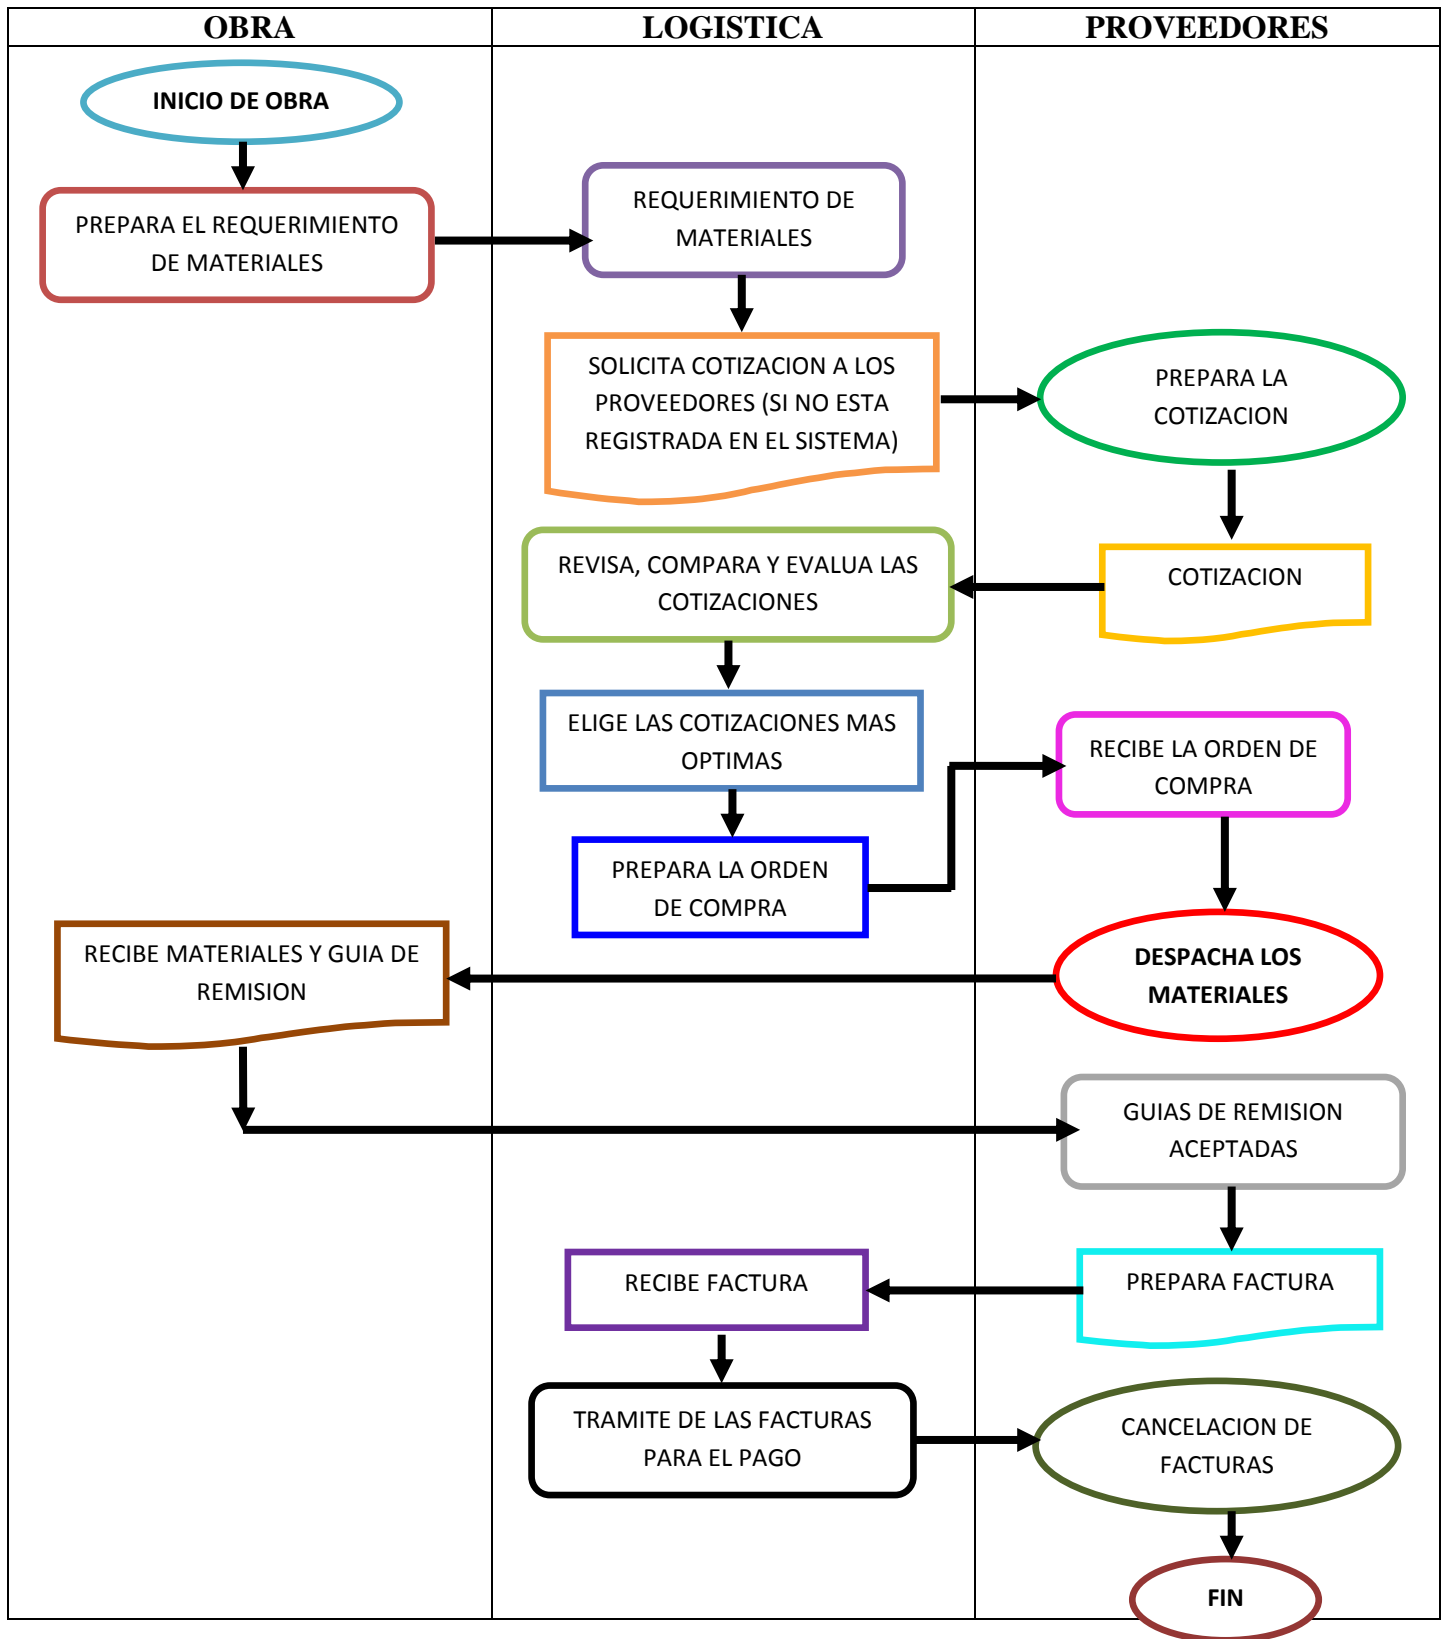 OBRA
LOGISTICA
PROVEEDORES
INICIO DE OBRA
PREPARA EL REQUERIMIENTO
DE MATERIALES
REQUERIMIENTO DE
MATERIALES
SOLICITA COTIZACION A LOS
PROVEEDORES (SI NO ESTA
REGISTRADA EN EL SISTEMA)
PREPARA LA
COTIZACION
COTIZACION
REVISA, COMPARA Y EVALUA LAS
COTIZACIONES
ELIGE LAS COTIZACIONES MAS
OPTIMAS
PREPARA LA ORDEN
DE COMPRA
RECIBE LA ORDEN DE
COMPRA
DESPACHA LOS
MATERIALES
RECIBE MATERIALES Y GUIA DE
REMISION
GUIAS DE REMISION
ACEPTADAS
PREPARA FACTURA
RECIBE FACTURA
TRAMITE DE LAS FACTURAS
PARA EL PAGO
CANCELACION DE
FACTURAS
FIN